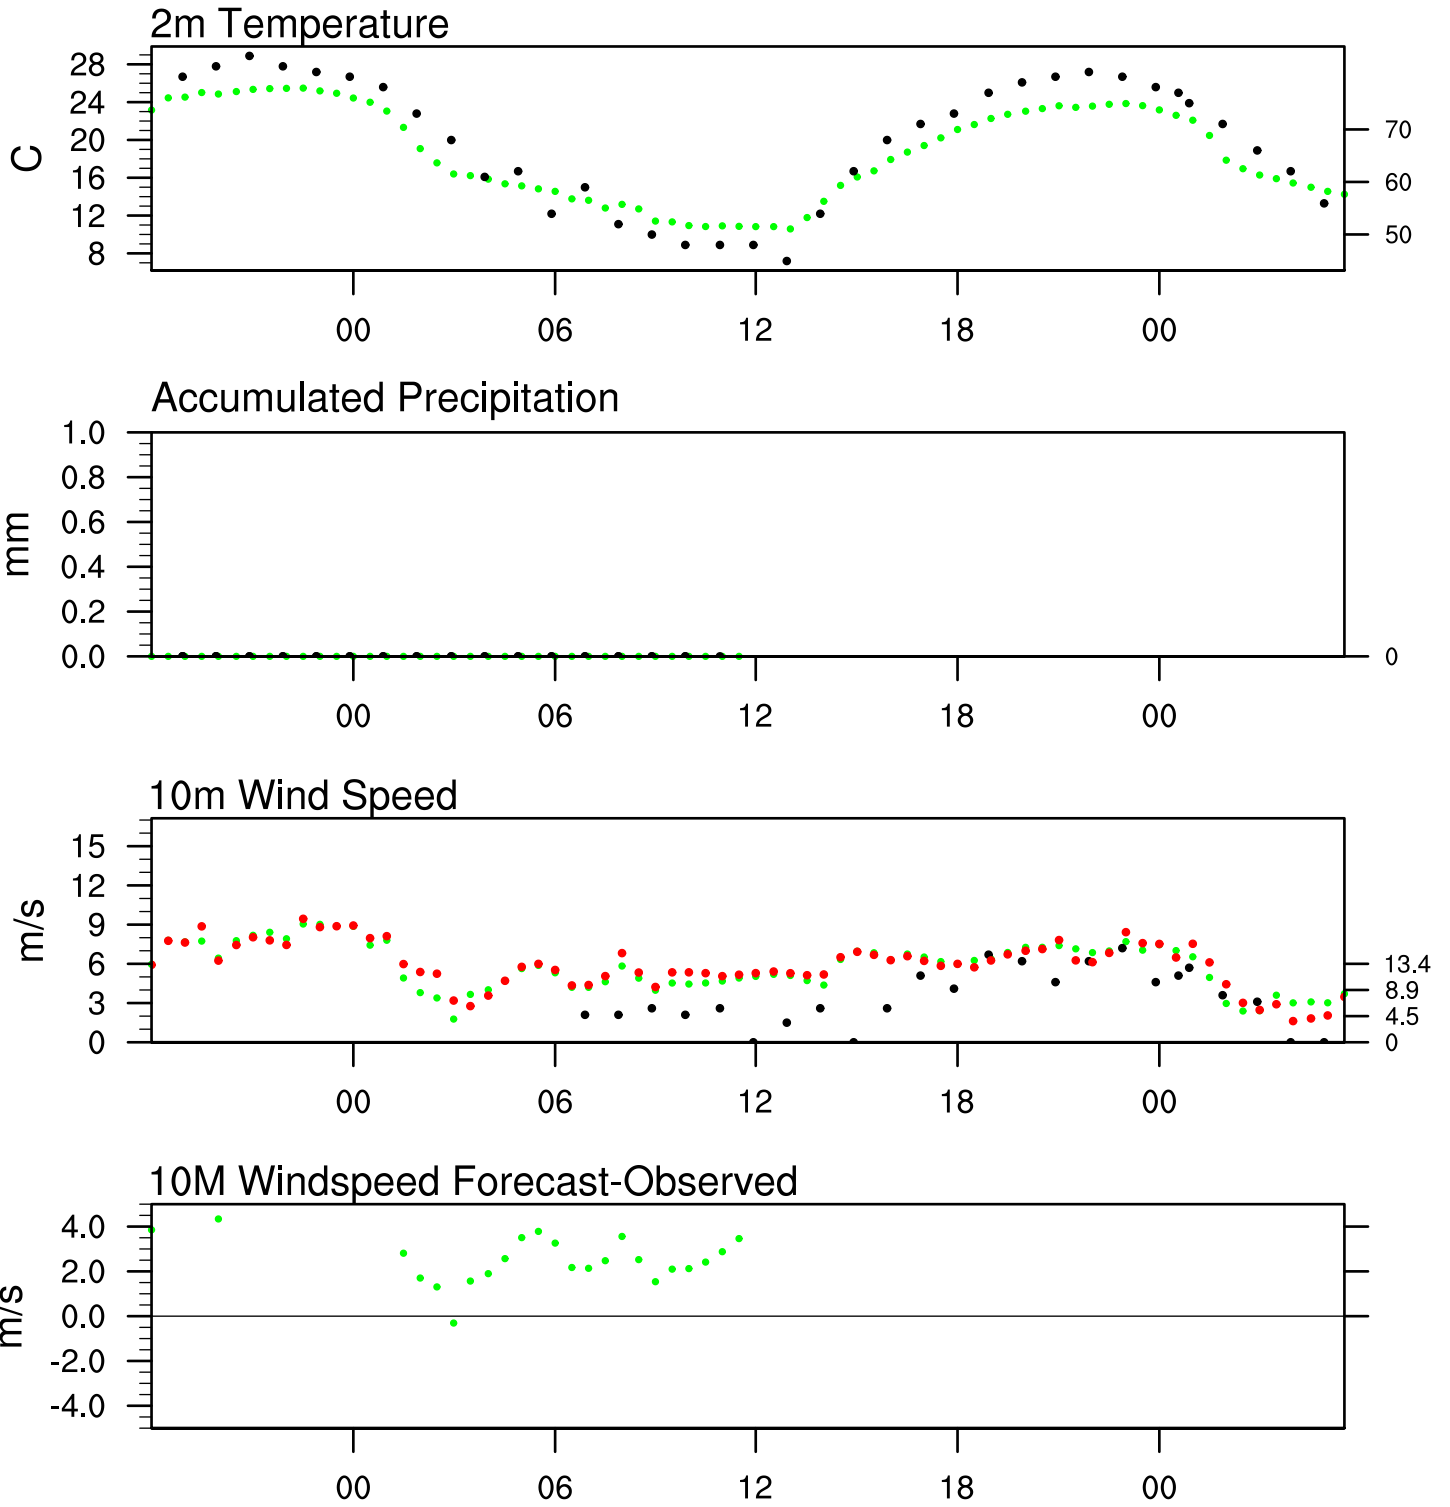 2m Temperature
28
24
20
16
12
8
C
70
60
50
00 06 12 18 00
Accumulated Precipitation
1.0
0.8
0.6
0.4
0.2
0.0
mm
0
00 06 12 18 00
10m Wind Speed
15
12
9
6
3
0
m/s
13.4
8.9
4.5
0
00 06 12 18 00
10M Windspeed Forecast-Observed
4.0
2.0
0.0
-2.0
-4.0
m/s
00 06 12 18 00